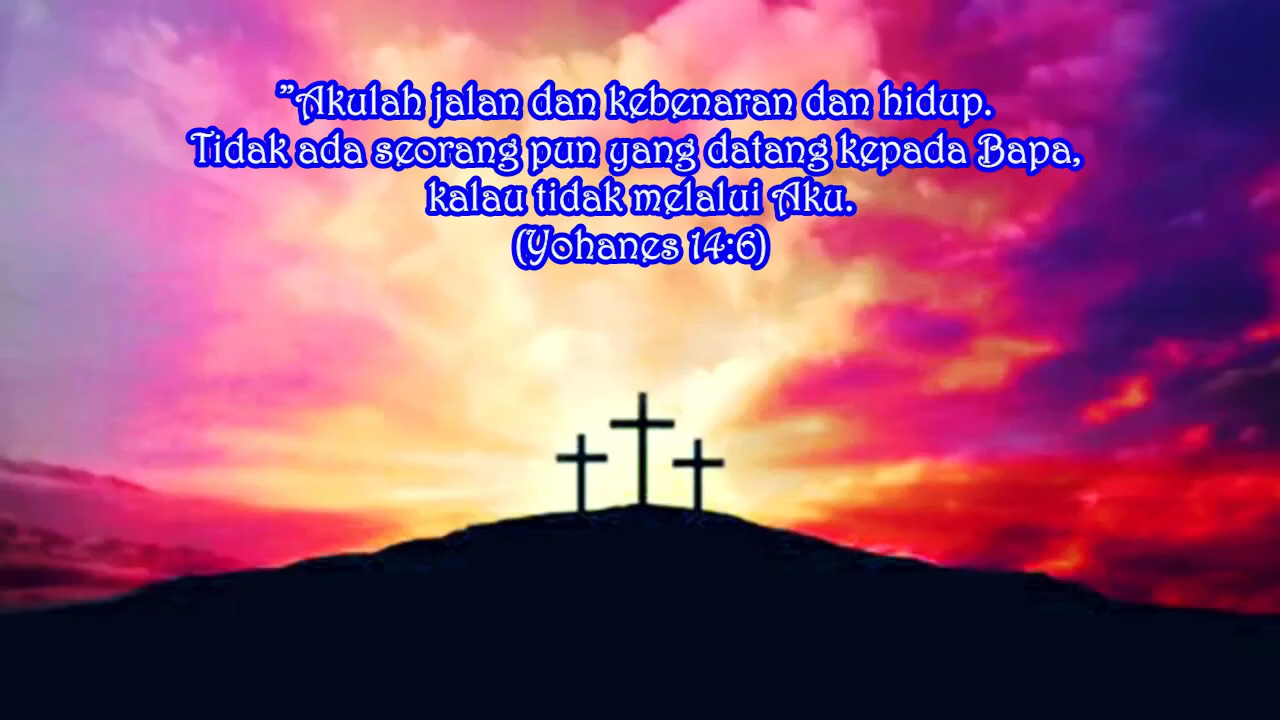 ”Akulah jalan dan kebenaran dan hidup.
Tidak ada seorang pun yang datang kepada Bapa,
kalau tidak melalui Aku.
(Yohanes 14:6)